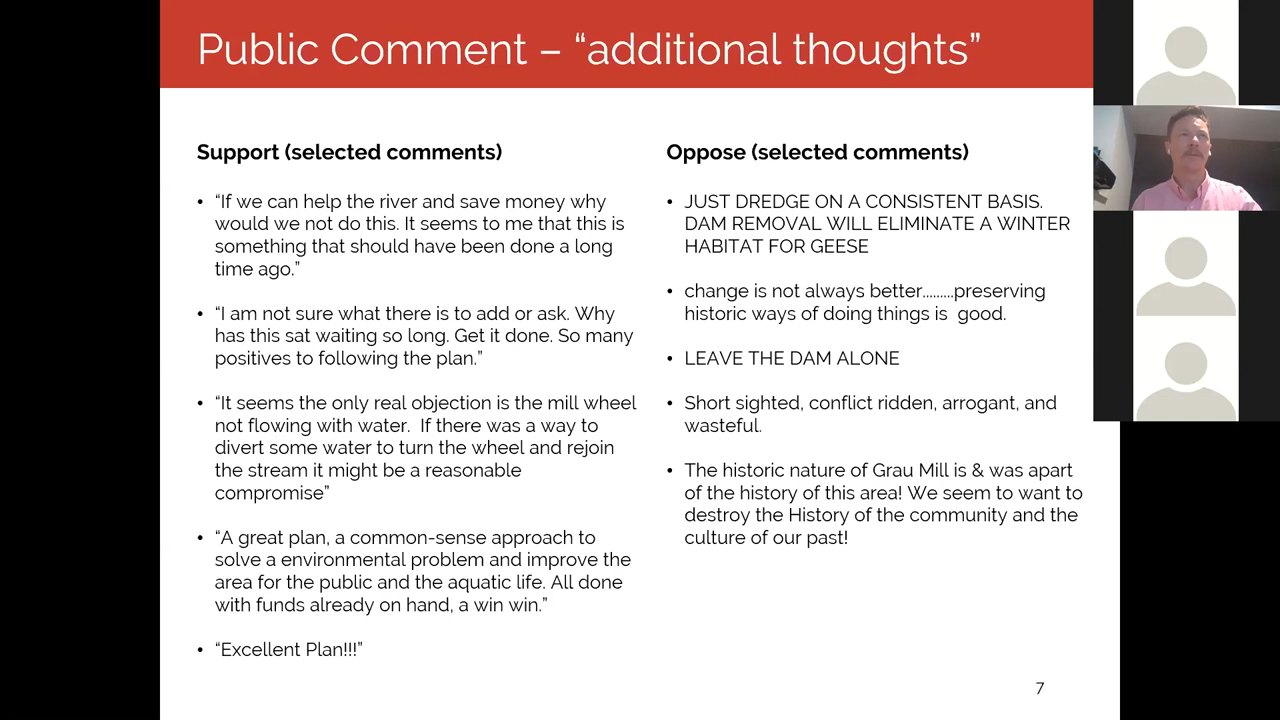 Public Comment – “additional thoughts”
Support (selected comments)
• “If we can help the river and save money why
would we not do this. It seems to me that this is
something that should have been done a long
time ago.”
• “I am not sure what there is to add or ask. Why
has this sat waiting so long. Get it done. So many
positives to following the plan.”
• “It seems the only real objection is the mill wheel
not flowing with water.  If there was a way to
divert some water to turn the wheel and rejoin
the stream it might be a reasonable
compromise”
• “A great plan, a common-sense approach to
solve a environmental problem and improve the
area for the public and the aquatic life. All done
with funds already on hand, a win win.”
• “Excellent Plan!!!”
Oppose (selected comments)
• JUST DREDGE ON A CONSISTENT BASIS.
DAM REMOVAL WILL ELIMINATE A WINTER
HABITAT FOR GEESE
• change is not always better.........preserving
historic ways of doing things is  good.
• LEAVE THE DAM ALONE
• Short sighted, conflict ridden, arrogant, and
wasteful.
• The historic nature of Grau Mill is & was apart
of the history of this area! We seem to want to
destroy the History of the community and the
culture of our past!
7